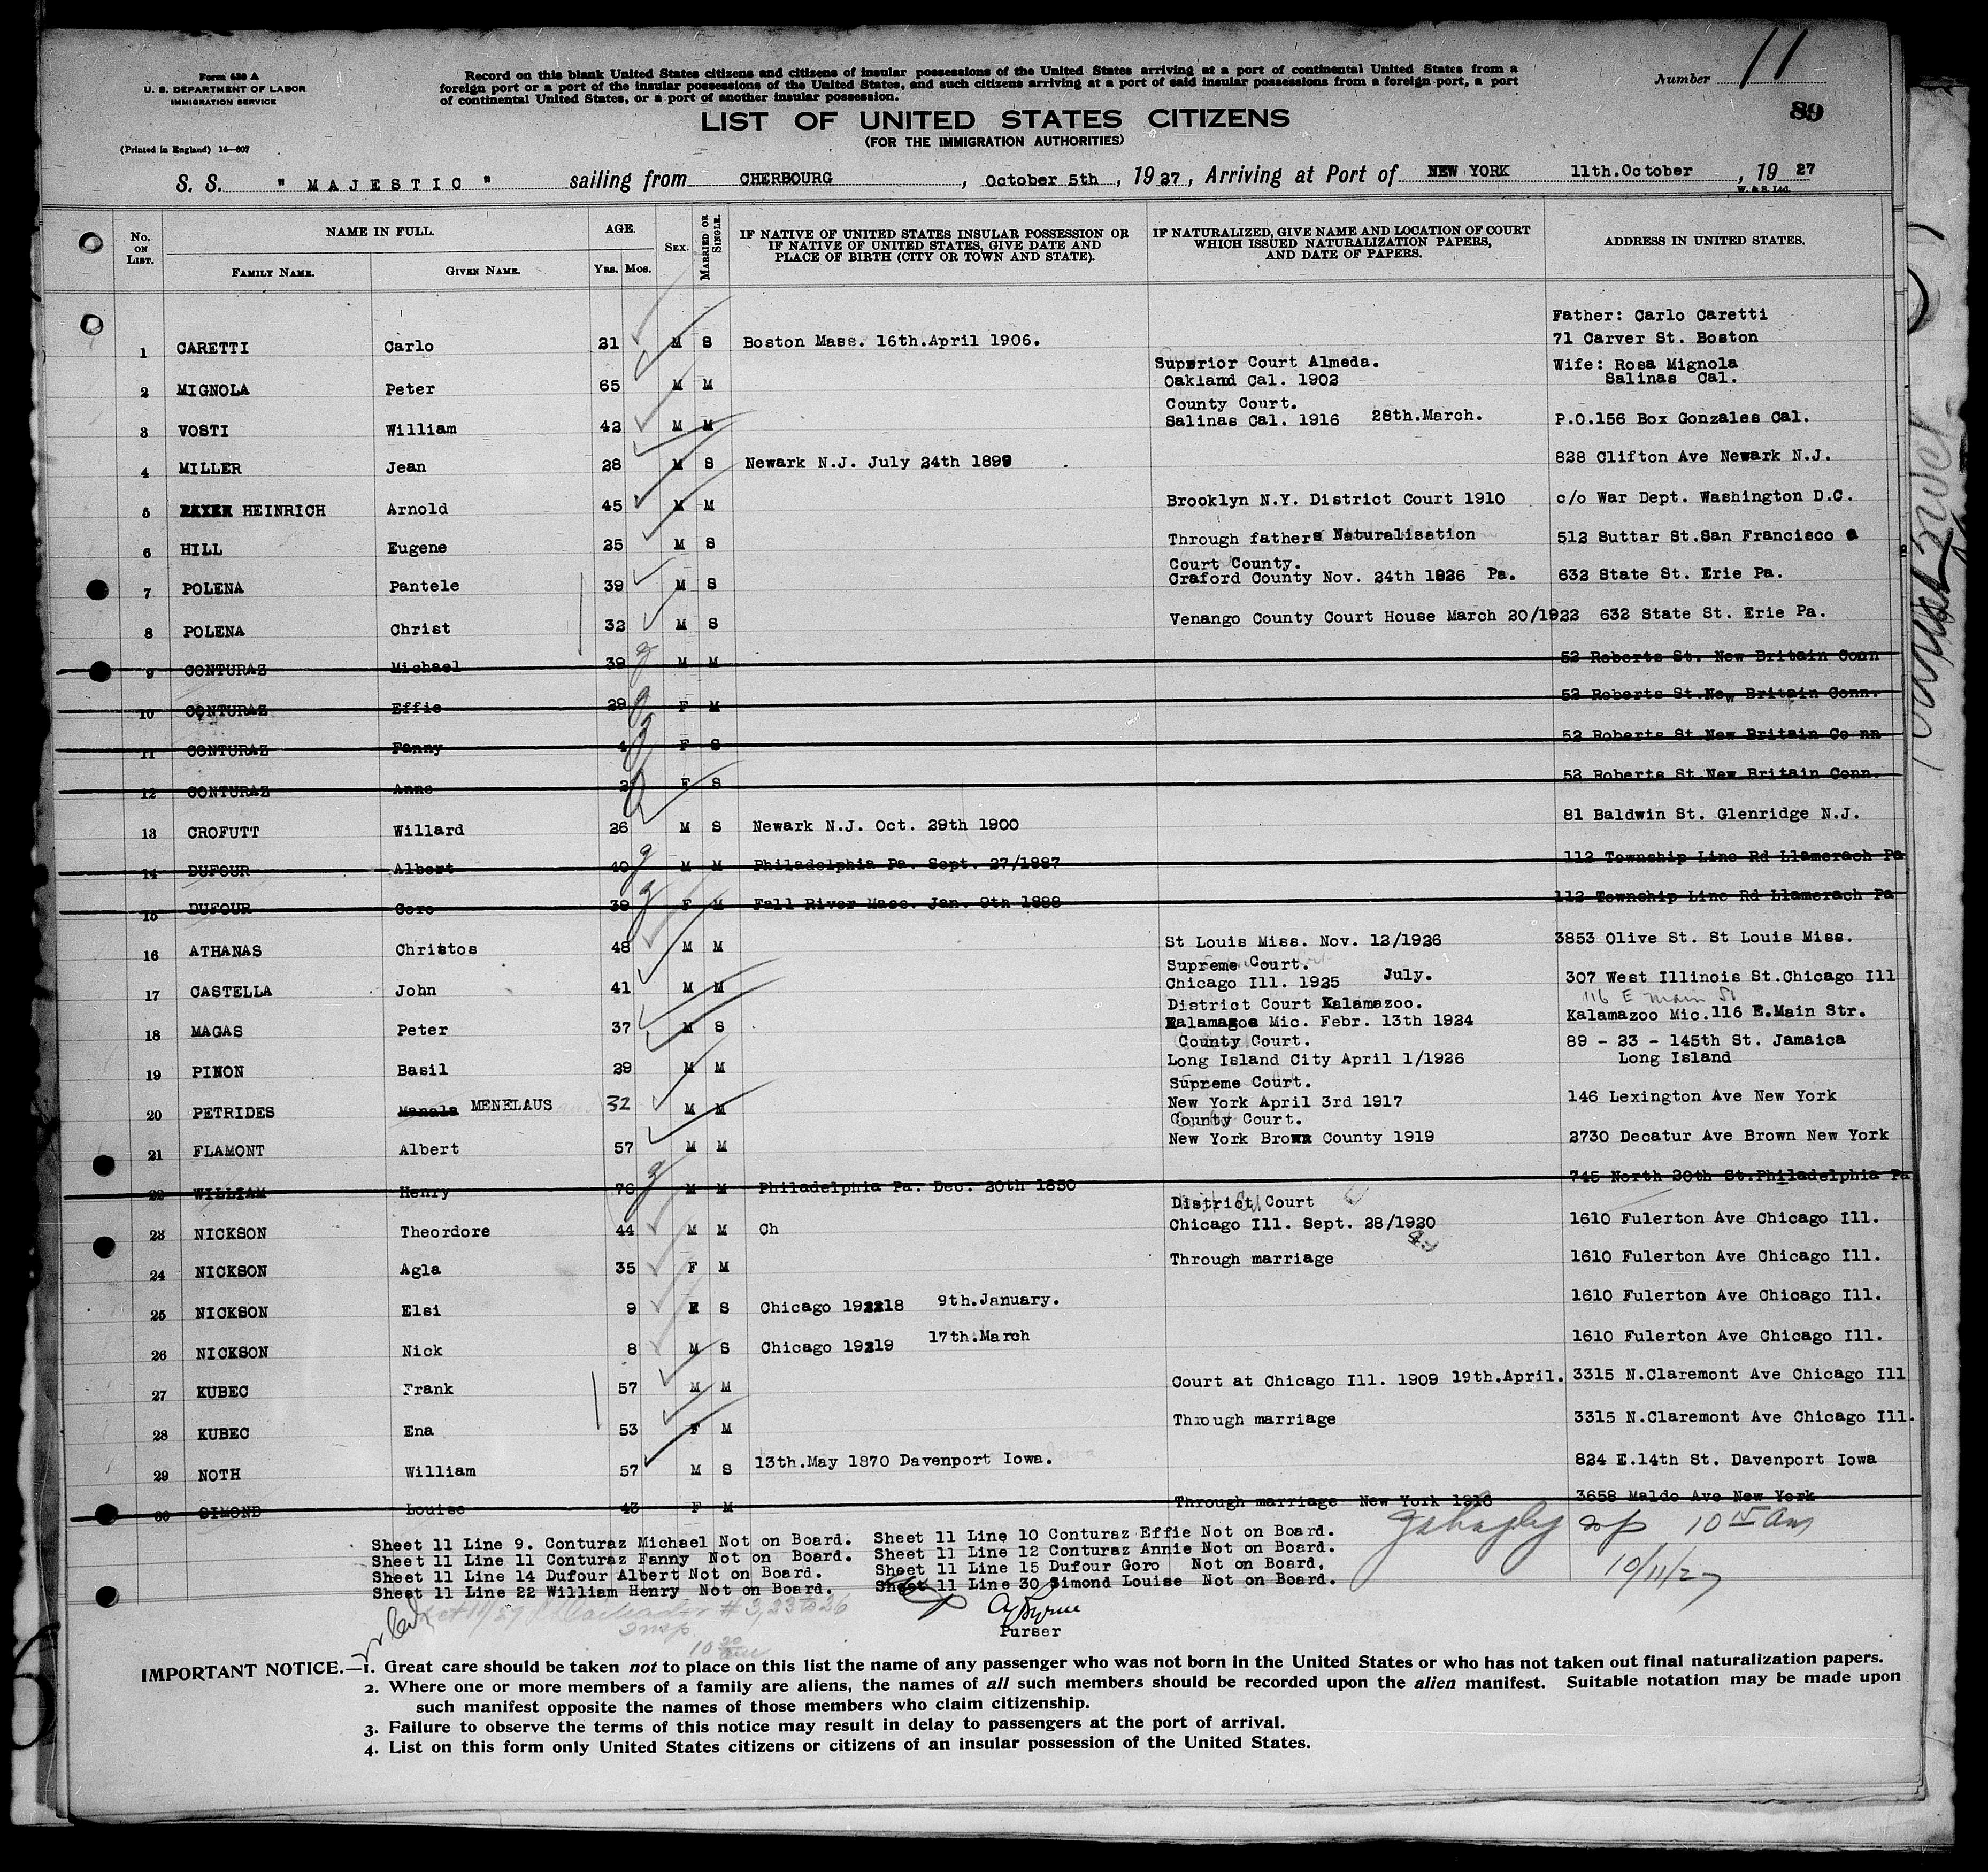 Form 630 A
U. S. DEPARTMENT OF LABOR
IMMIGRATION SERVICE
(Printed in England) 14—607
Record on this blank United States citizens and citizens of insular possessions of the United States arriving at a port of continental United States from a
foreign port or a port of the insular possessions of the United States, and such citizens arriving at a port of said insular possessions from a foreign port, a port
of continental United States, or a port of another insular possession.
Number 11
89
LIST OF UNITED STATES CITIZENS
(FOR THE IMMIGRATION AUTHORITIES)
S. S. " MAJESTIC " sailing from CHERBOURG, October 5th, 1927, Arriving at Port of NEW YORK 11th.October, 1927
W. & S. Ltd.
No. ON LIST. NAME IN FULL. FAMILY NAME. GIVEN NAME. AGE. YRS. MOS. SEX. MARRIED OR SINGLE. IF NATIVE OF UNITED STATES INSULAR POSSESSION OR IF NATIVE OF UNITED STATES, GIVE DATE AND PLACE OF BIRTH (CITY OR TOWN AND STATE). IF NATURALIZED, GIVE NAME AND LOCATION OF COURT WHICH ISSUED NATURALIZATION PAPERS, AND DATE OF PAPERS. ADDRESS IN UNITED STATES.
Father: Carlo Caretti
1 CARETTI Carlo 21 M S Boston Mass. 16th.April 1906. 71 Carver St. Boston
Superior Court Almeda. Wife: Rosa Mignola
2 MIGNOLA Peter 65 M M Oakland Cal. 1902 Salinas Cal.
County Court.
3 VOSTI William 42 M M Salinas Cal. 1916 28th.March. P.O.156 Box Gonzales Cal.
4 MILLER Jean 28 M S Newark N.J. July 24th 1899 828 Clifton Ave Newark N.J.
5 HEINRICH Arnold 45 M M Brooklyn N.Y. District Court 1910 c/o War Dept. Washington D.C.
6 HILL Eugene 25 M S Through fathers Naturalisation 512 Suttar St.San Francisco
Court County.
7 POLENA Pantele 39 M S Craford County Nov. 24th 1926 Pa. 632 State St. Erie Pa.
8 POLENA Christ 32 M S Venango County Court House March 20/1922 632 State St. Erie Pa.
9 CONTURAZ Michael 39 M M 52 Roberts St. New Britain Conn
10 CONTURAZ Effie 29 F M 52 Roberts St.New Britain Conn.
11 CONTURAZ Fanny 4 F S 52 Roberts St.New Britain Co nn
12 CONTURAZ Anne 2 F S 52 Roberts St.New Britain Conn.
13 CROFUTT Willard 26 M S Newark N.J. Oct. 29th 1900 81 Baldwin St. Glenridge N.J.
14 DUFOUR Albert 40 M M Philadelphia Pa. Sept. 27/1887 112 Township Line Rd Llamerach Pa
15 DUFOUR Goro 39 F M Fall River Mass. Jan. 9th 1888 112 Township Line Rd Llamerach Pa
16 ATHANAS Christos 48 M M St Louis Miss. Nov. 12/1926 3853 Olive St. St Louis Miss.
Supreme Court.
17 CASTELLA John 41 M M Chicago Ill. 1925 July. 307 West Illinois St.Chicago Ill
District Court Kalamazoo. 116 E Main St
18 MAGAS Peter 37 M S Kalamazoo Mic. Febr. 13th 1924 Kalamazoo Mic.116 E.Main Str.
County Court. 89 - 23 - 145th St. Jamaica
19 PINON Basil 29 M M Long Island City April 1/1926 Long Island
Supreme Court.
20 PETRIDES Manala MENELAUS 32 M M New York April 3rd 1917 146 Lexington Ave New York
County Court.
21 FLAMONT Albert 57 M M New York Brown County 1919 2730 Decatur Ave Brown New York
22 WILLIAM Henry 76 M M Philadelphia Pa. Dec. 20th 1850 745 North 20th St.Philadelphia Pa
District Court
23 NICKSON Theordore 44 M M Ch Chicago Ill. Sept. 28/1920 1610 Fulerton Ave Chicago Ill.
24 NICKSON Agla 35 F M Through marriage 1610 Fulerton Ave Chicago Ill.
25 NICKSON Elsi 9 F S Chicago 1918 9th.January. 1610 Fulerton Ave Chicago Ill.
26 NICKSON Nick 8 M S Chicago 1919 17th.March 1610 Fulerton Ave Chicago Ill.
27 KUBEC Frank 57 M M Court at Chicago Ill. 1909 19th.April. 3315 N.Claremont Ave Chicago Ill
28 KUBEC Ena 53 F M Through marriage 3315 N.Claremont Ave Chicago Ill.
29 NOTH William 57 M S 13th.May 1870 Davenport Iowa. 824 E.14th St. Davenport Iowa
30 SIMOND Louise 43 F M Through marriage New York 1916 3658 Maldo Ave New York
Sheet 11 Line 9. Conturaz Michael Not on Board. Sheet 11 Line 10 Conturaz Effie Not on Board.
Sheet 11 Line 11 Conturaz Fanny Not on Board. Sheet 11 Line 12 Conturaz Annie Not on Board.
Sheet 11 Line 14 Dufour Albert Not on Board. Sheet 11 Line 15 Dufour Goro Not on Board.
Sheet 11 Line 22 William Henry Not on Board. Sheet 11 Line 30 Simond Louise Not on Board.
10 15 am
10/11/27
# 3, 23 to 26
Insp.
10 20 am
Purser
IMPORTANT NOTICE.—1. Great care should be taken not to place on this list the name of any passenger who was not born in the United States or who has not taken out final naturalization papers.
2. Where one or more members of a family are aliens, the names of all such members should be recorded upon the alien manifest. Suitable notation may be made upon
such manifest opposite the names of those members who claim citizenship.
3. Failure to observe the terms of this notice may result in delay to passengers at the port of arrival.
4. List on this form only United States citizens or citizens of an insular possession of the United States.